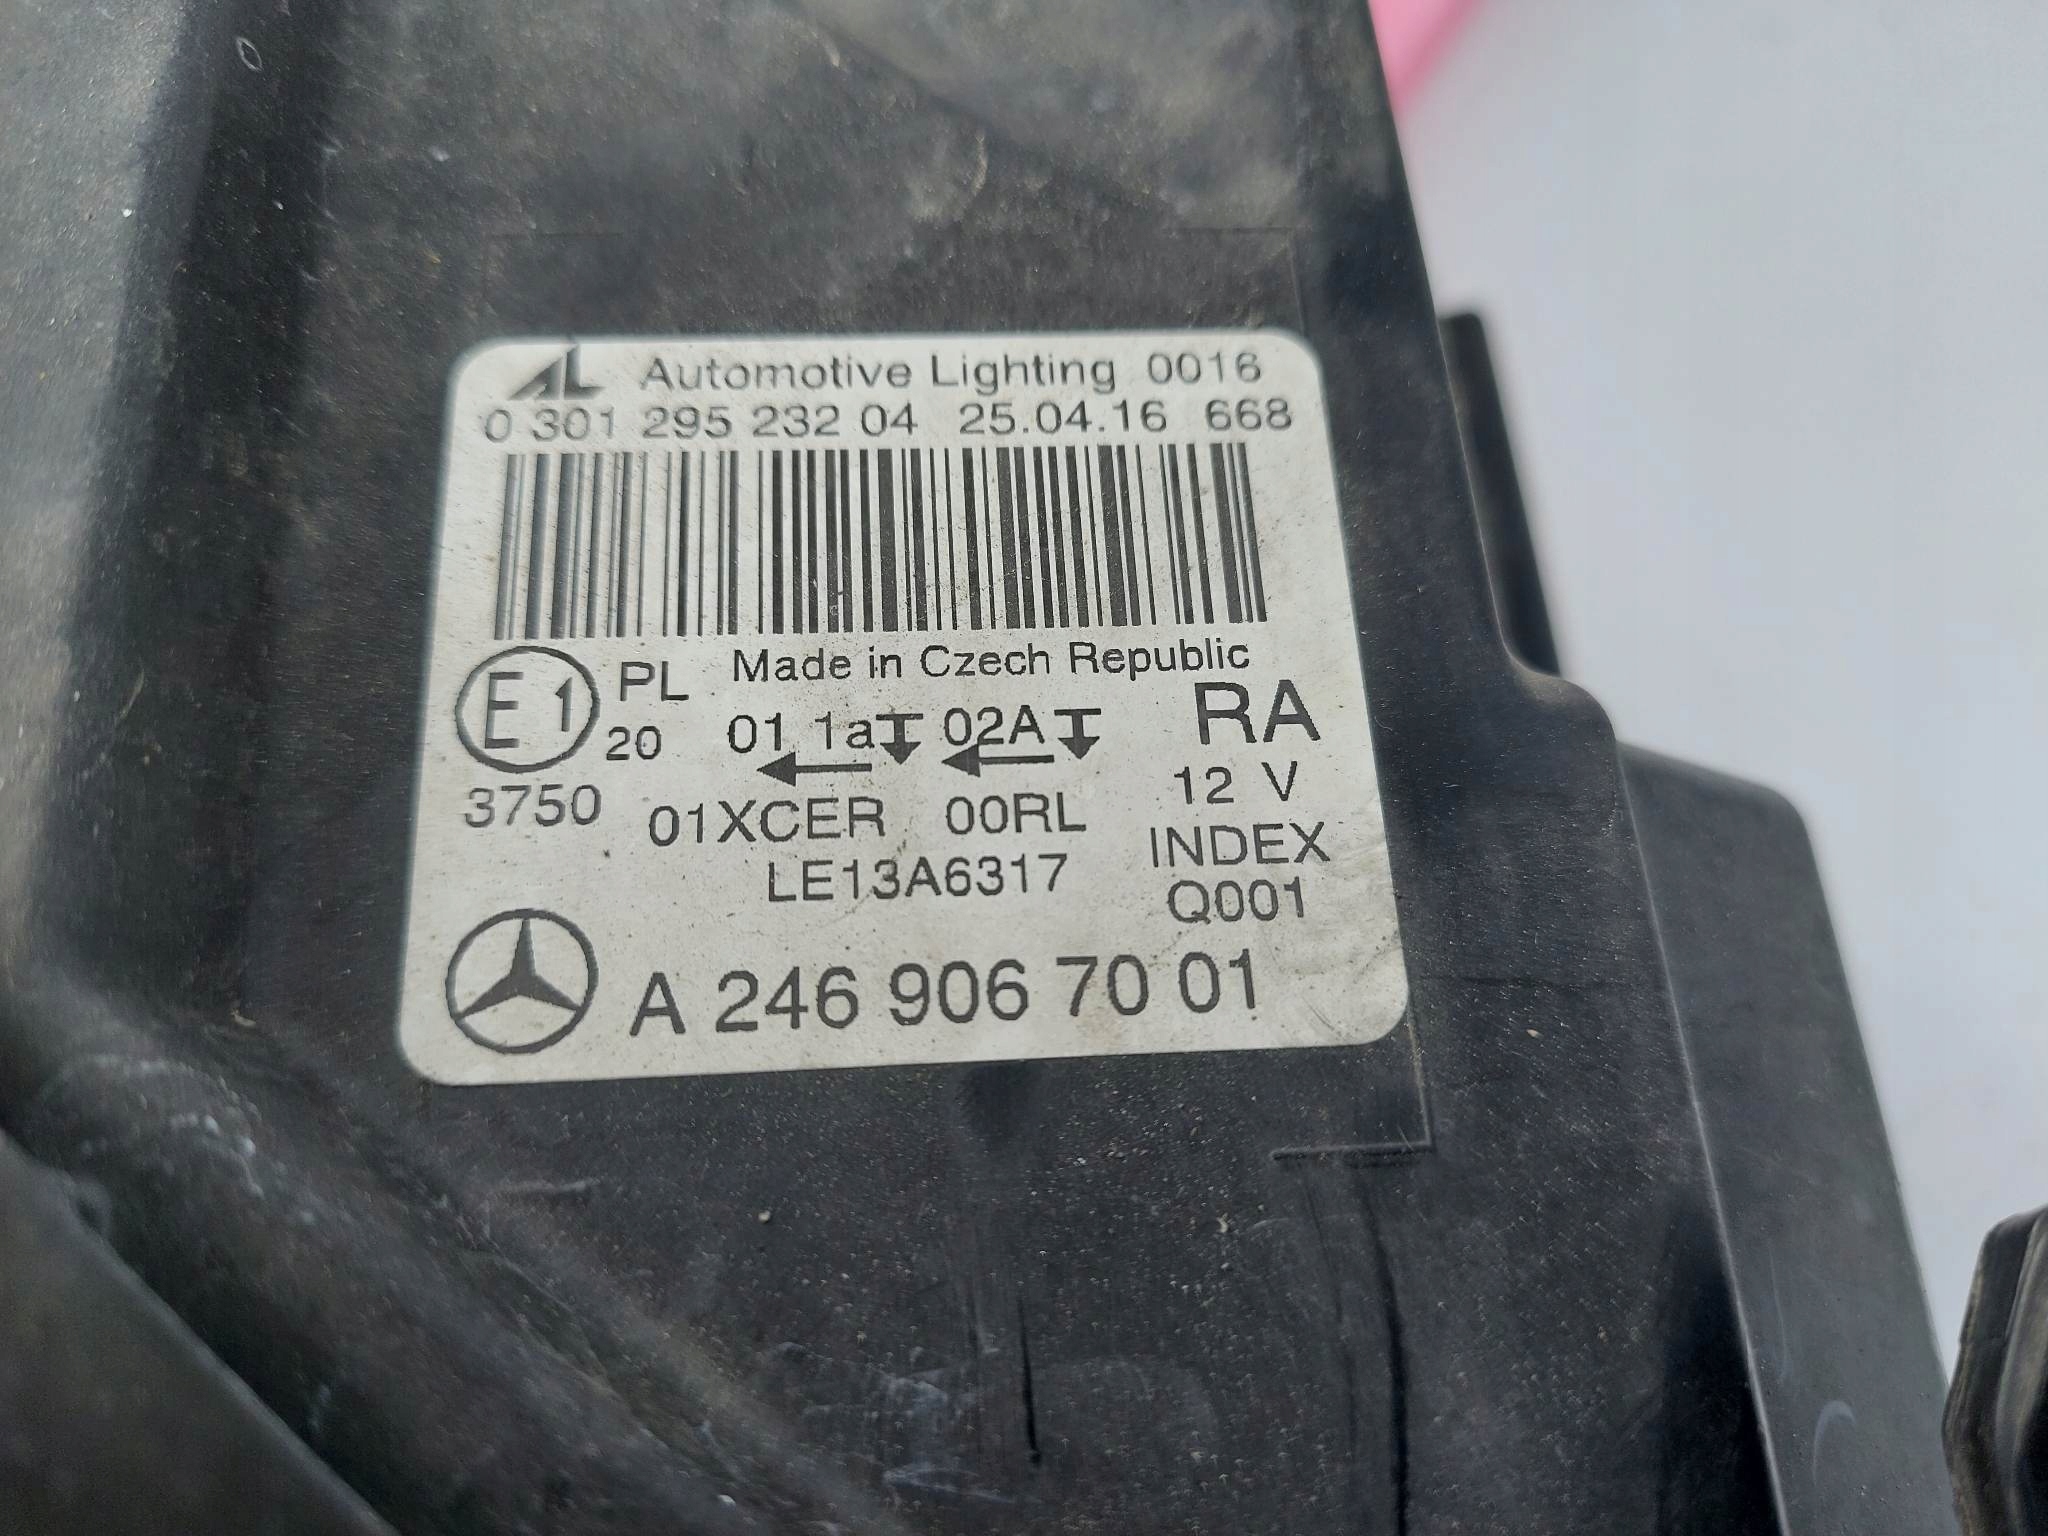 AL Automotive Lighting 0016
0 301 295 232 04 25.04.16 668
Made in Czech Republic
E1 PL RA
20 01 1a 02A
3750 12 V
01XCER 00RL INDEX
LE13A6317 Q001
A 246 906 70 01